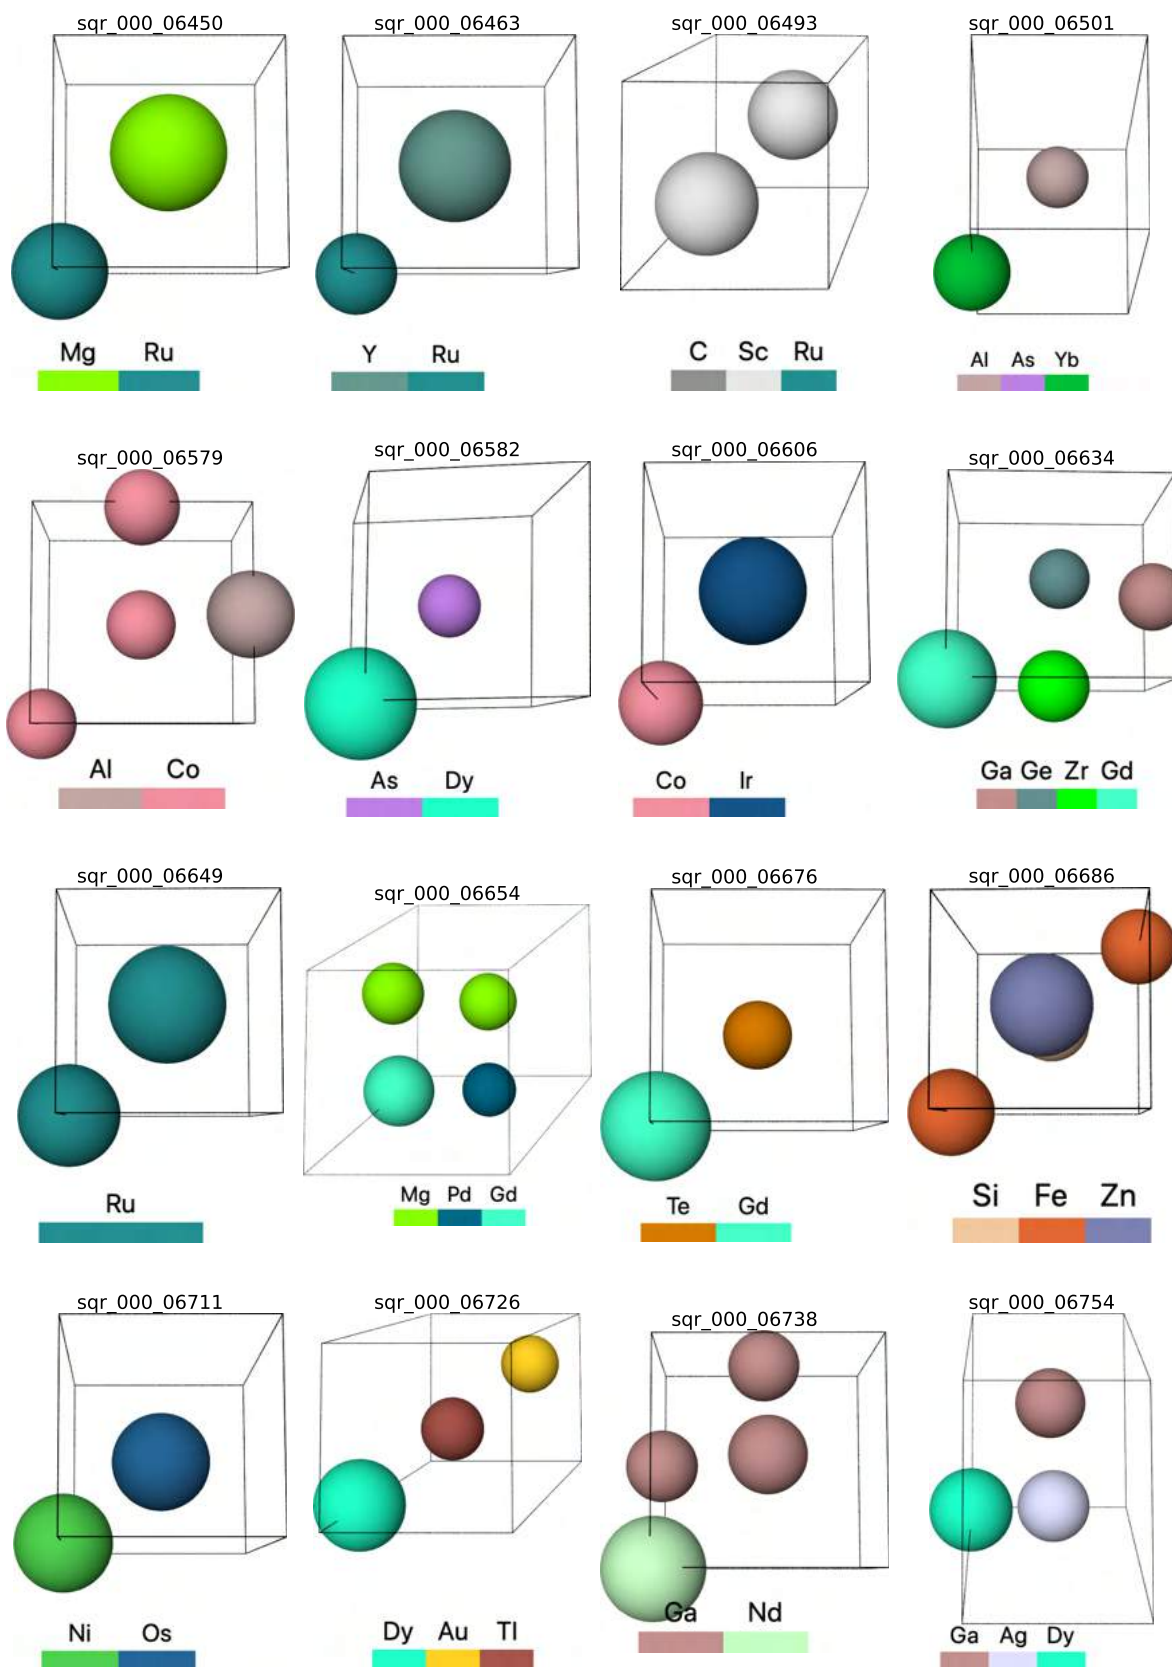 sqr_000_06450 sqr_000_06463 sqr_000_06493 sqr_000_06501
Mg Ru Y Ru C Sc Ru Al As Yb
sqr_000_06579 sqr_000_06582 sqr_000_06606 sqr_000_06634
Al Co As Dy Co Ir Ga Ge Zr Gd
sqr_000_06649 sqr_000_06654 sqr_000_06676 sqr_000_06686
Ru Mg Pd Gd Te Gd Si Fe Zn
sqr_000_06711 sqr_000_06726 sqr_000_06738 sqr_000_06754
Ni Os Dy Au Tl Ga Nd Ga Ag Dy